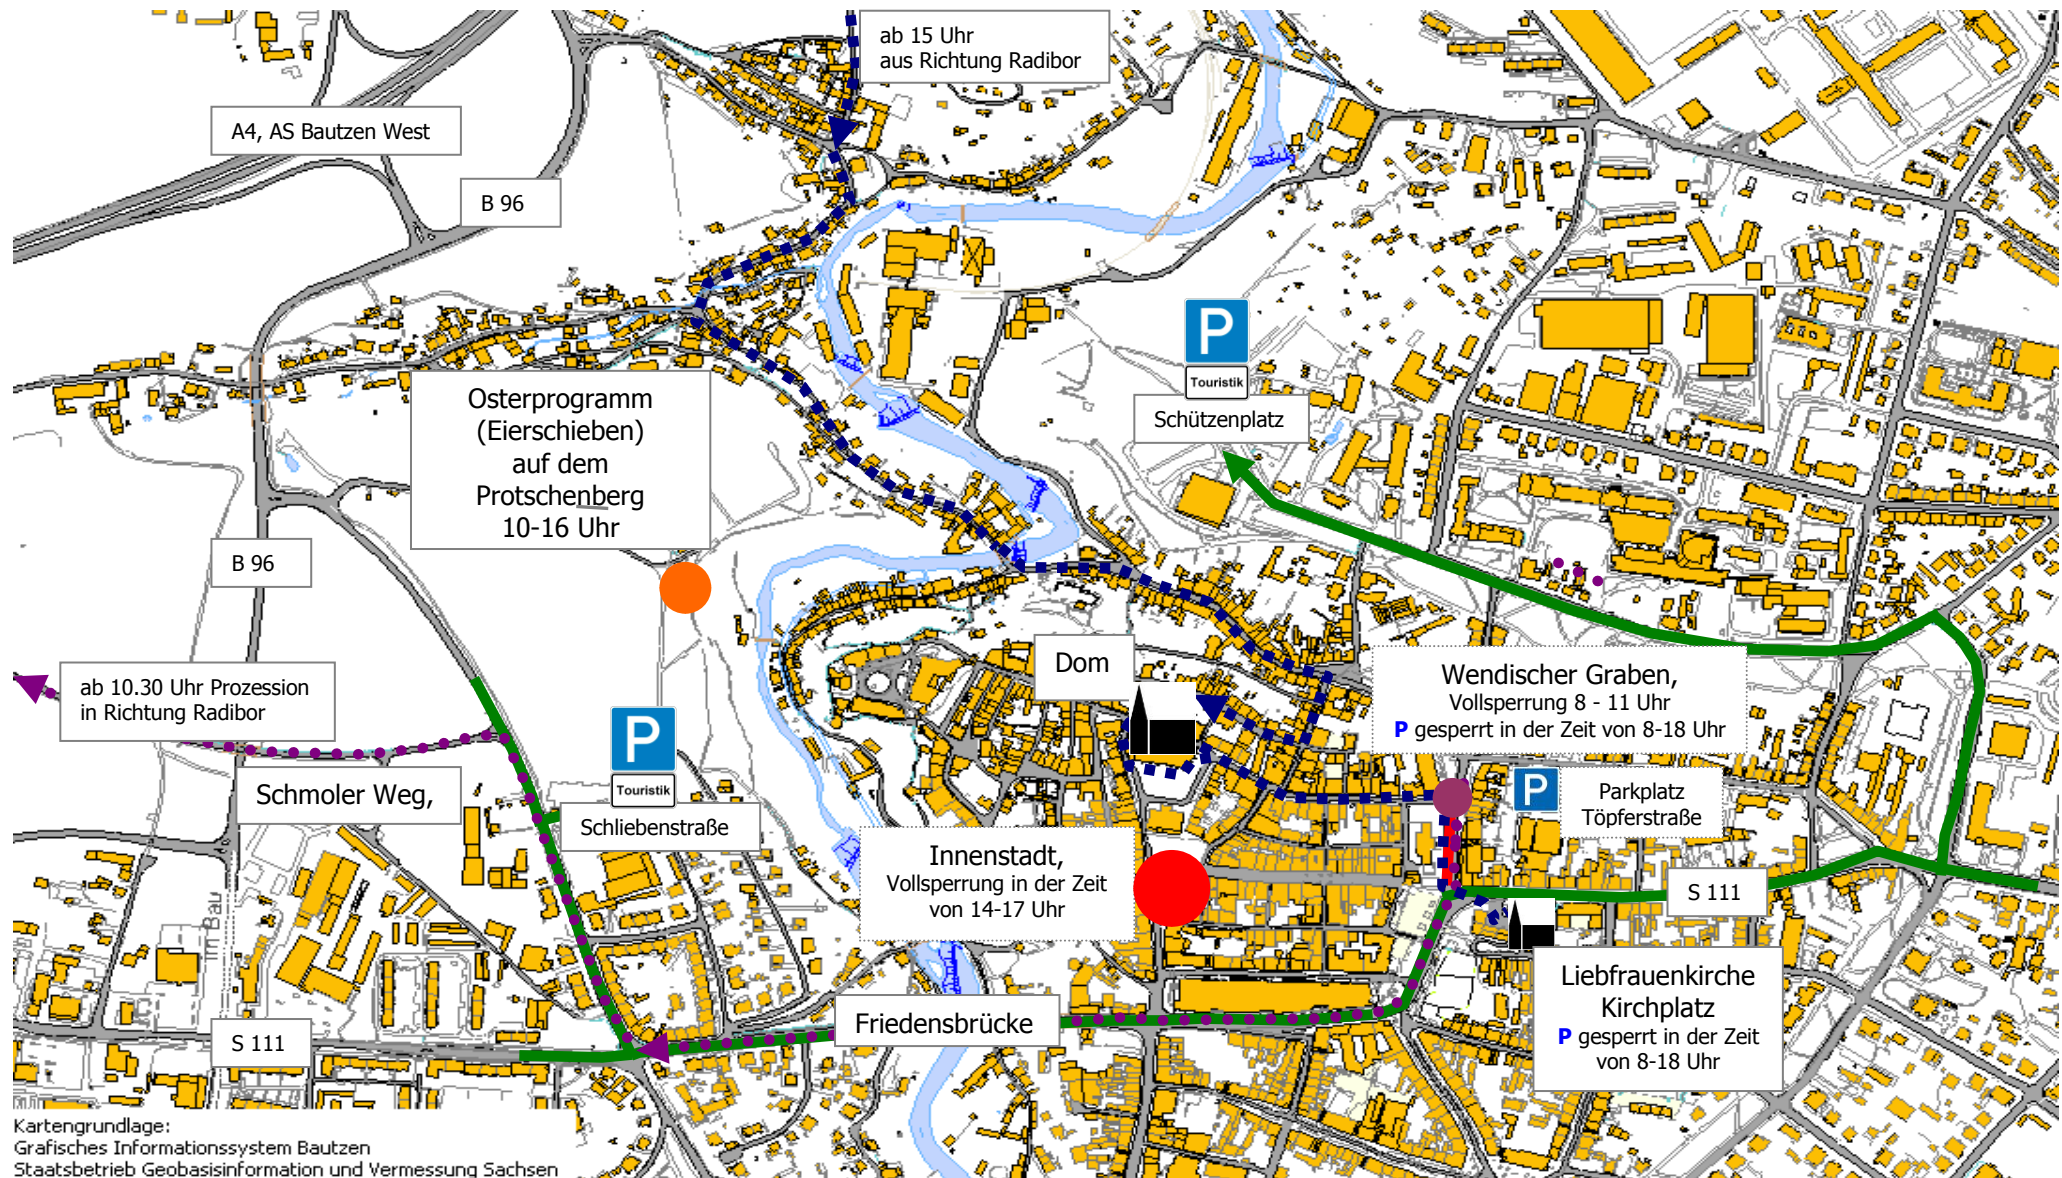 ab 15 Uhr
aus Richtung Radibor
A4, AS Bautzen West
B 96
P
Touristik
Schützenplatz
Osterprogramm
(Eierschieben)
auf dem
Protschenberg
10-16 Uhr
B 96
Dom
Wendischer Graben,
Vollsperrung 8 - 11 Uhr
P gesperrt in der Zeit von 8-18 Uhr
ab 10.30 Uhr Prozession
in Richtung Radibor
P
Touristik
Schmoler Weg,
Schliebenstraße
P
Parkplatz
Töpferstraße
Innenstadt,
Vollsperrung in der Zeit
von 14-17 Uhr
S 111
Im Bau
Liebfrauenkirche
Kirchplatz
P gesperrt in der Zeit
von 8-18 Uhr
Friedensbrücke
S 111
Kartengrundlage:
Grafisches Informationssystem Bautzen
Staatsbetrieb Geobasisinformation und Vermessung Sachsen